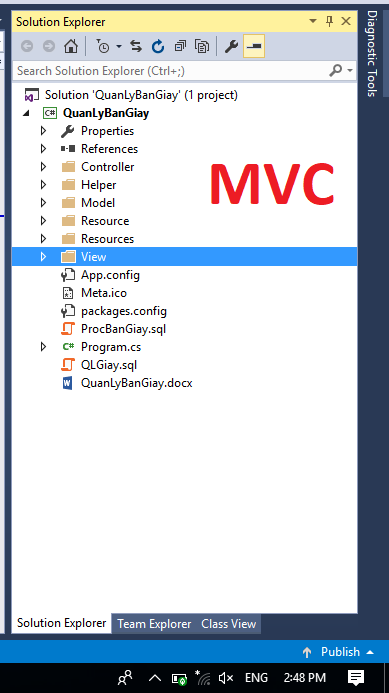 Solution Explorer
Search Solution Explorer (Ctrl+;)
Solution 'QuanLyBanGiay' (1 project)
C# QuanLyBanGiay
Properties
References
Controller
Helper
Model
Resource
Resources
View
App.config
Meta.ico
packages.config
ProcBanGiay.sql
C# Program.cs
QLGiay.sql
QuanLyBanGiay.docx
MVC
Diagnostic Tools
Solution Explorer Team Explorer Class View
Publish
ENG 2:48 PM